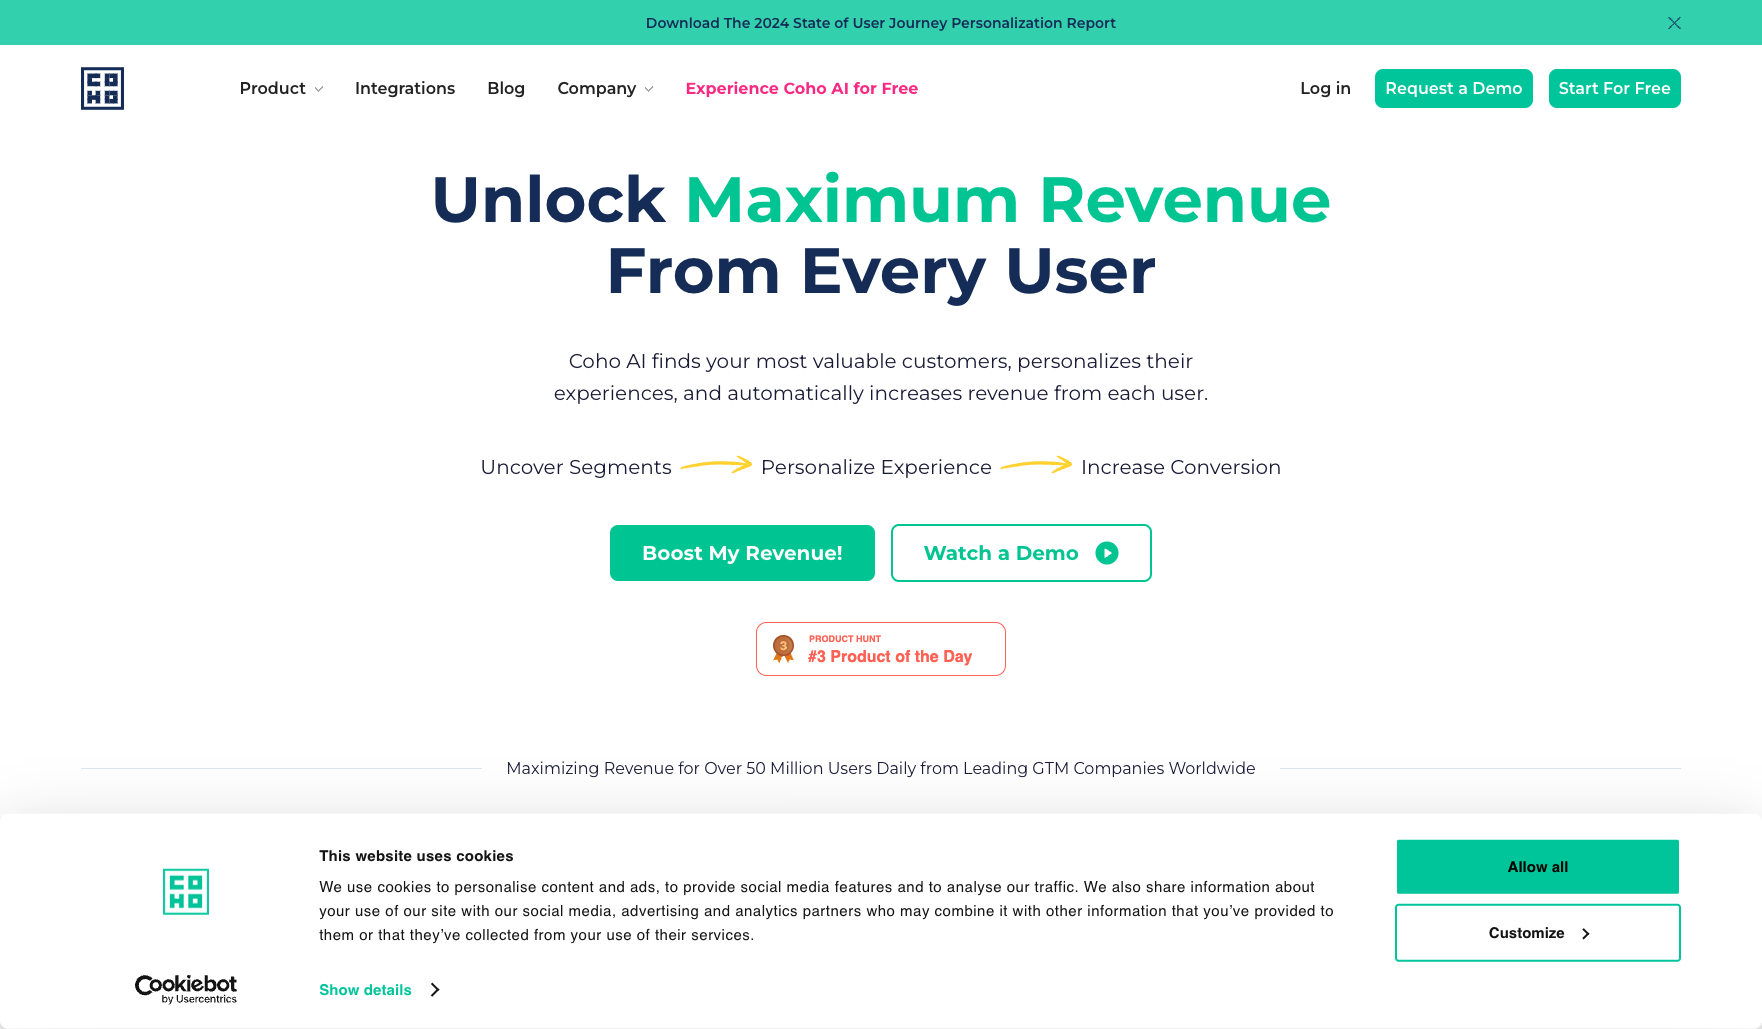 Download The 2024 State of User Journey Personalization Report
COHO
Product
Integrations
Blog
Company
Experience Coho AI for Free
Log in
Request a Demo
Start For Free
Unlock Maximum Revenue
From Every User
Coho AI finds your most valuable customers, personalizes their
experiences, and automatically increases revenue from each user.
Uncover Segments
Personalize Experience
Increase Conversion
Boost My Revenue!
Watch a Demo
3
PRODUCT HUNT
#3 Product of the Day
Maximizing Revenue for Over 50 Million Users Daily from Leading GTM Companies Worldwide
COHO
Cookiebot
by Usercentrics
This website uses cookies
We use cookies to personalise content and ads, to provide social media features and to analyse our traffic. We also share information about
your use of our site with our social media, advertising and analytics partners who may combine it with other information that you’ve provided to
them or that they’ve collected from your use of their services.
Show details
Allow all
Customize